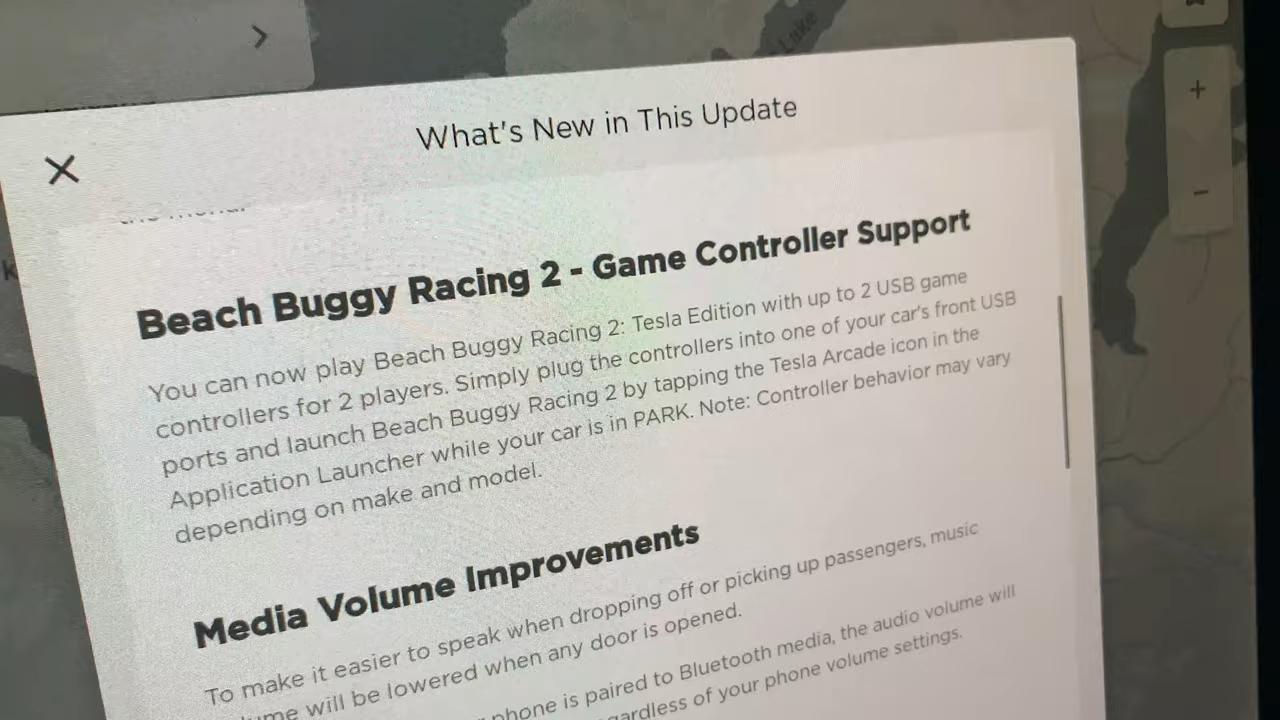 Lake
What's New in This Update
Beach Buggy Racing 2 - Game Controller Support
You can now play Beach Buggy Racing 2: Tesla Edition with up to 2 USB game
controllers for 2 players. Simply plug the controllers into one of your car's front USB
ports and launch Beach Buggy Racing 2 by tapping the Tesla Arcade icon in the
Application Launcher while your car is in PARK. Note: Controller behavior may vary
depending on make and model.
Media Volume Improvements
To make it easier to speak when dropping off or picking up passengers, music
will be lowered when any door is opened.
phone is paired to Bluetooth media, the audio volume will
of your phone volume settings.